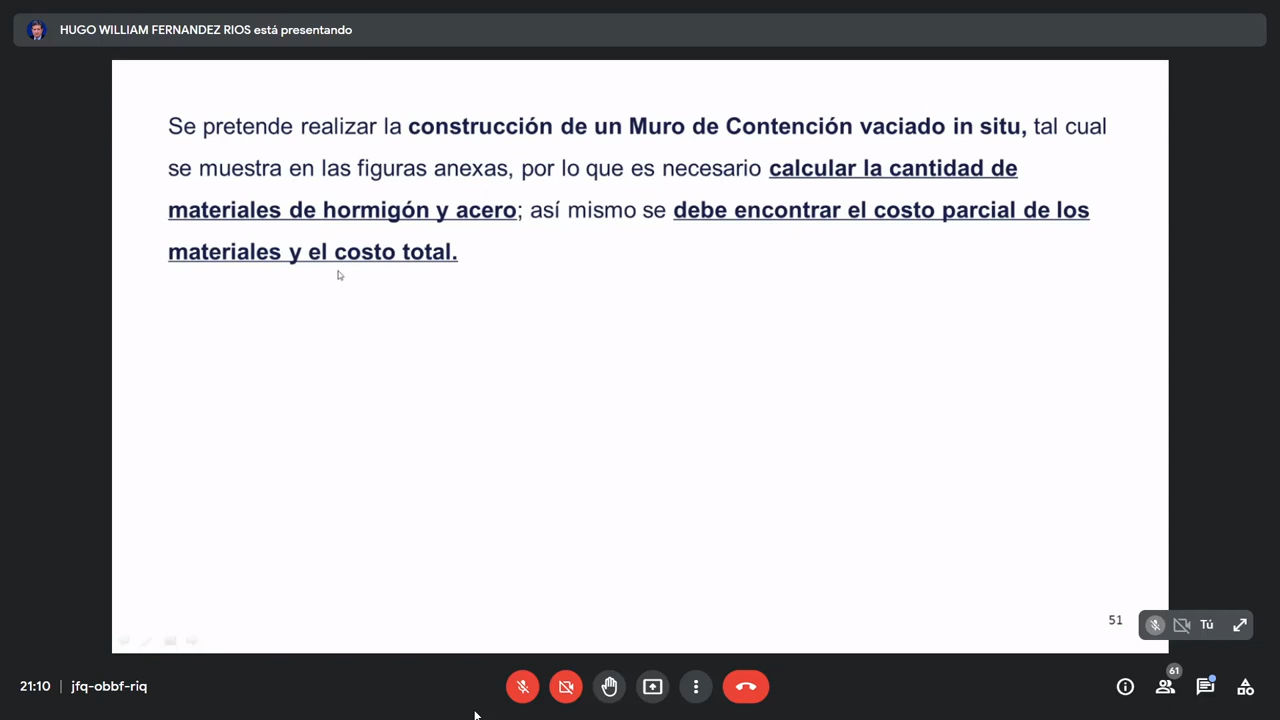 HUGO WILLIAM FERNANDEZ RIOS está presentando
Se pretende realizar la construcción de un Muro de Contención vaciado in situ, tal cual
se muestra en las figuras anexas, por lo que es necesario calcular la cantidad de
materiales de hormigón y acero; así mismo se debe encontrar el costo parcial de los
materiales y el costo total.
51
Tú
21:10 | jfq-obbf-riq
61